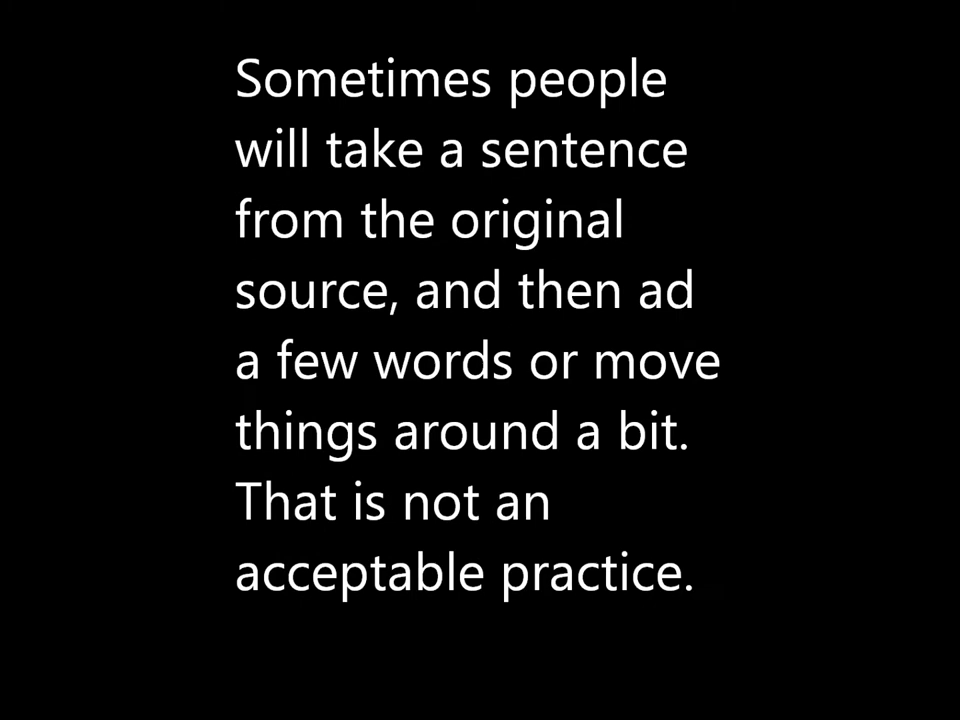 Sometimes people
will take a sentence
from the original
source, and then ad
a few words or move
things around a bit.
That is not an
acceptable practice.